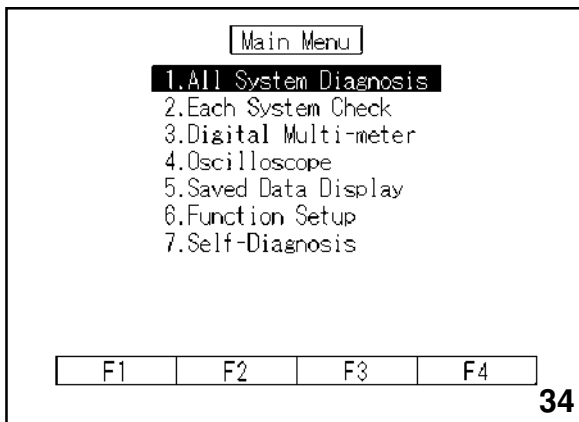 Main Menu
1.All System Diagnosis
2.Each System Check
3.Digital Multi-meter
4.Oscilloscope
5.Saved Data Display
6.Function Setup
7.Self-Diagnosis
F1 F2 F3 F4
34